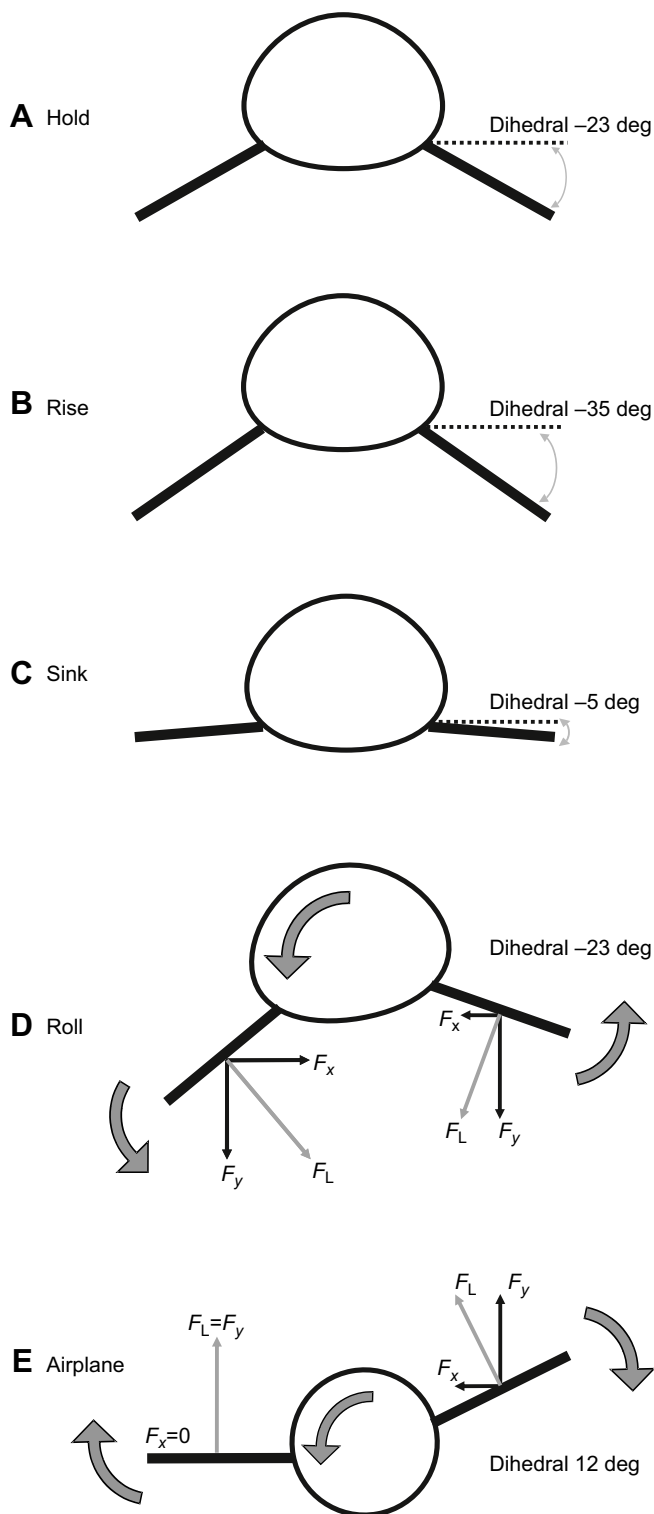 A Hold
Dihedral –23 deg
B Rise
Dihedral –35 deg
C Sink
Dihedral –5 deg
Dihedral –23 deg
D Roll
Fx
Fx
FL
Fy
Fy
FL
FL
Fy
FL=Fy
E Airplane
Fx
Fx=0
Dihedral 12 deg